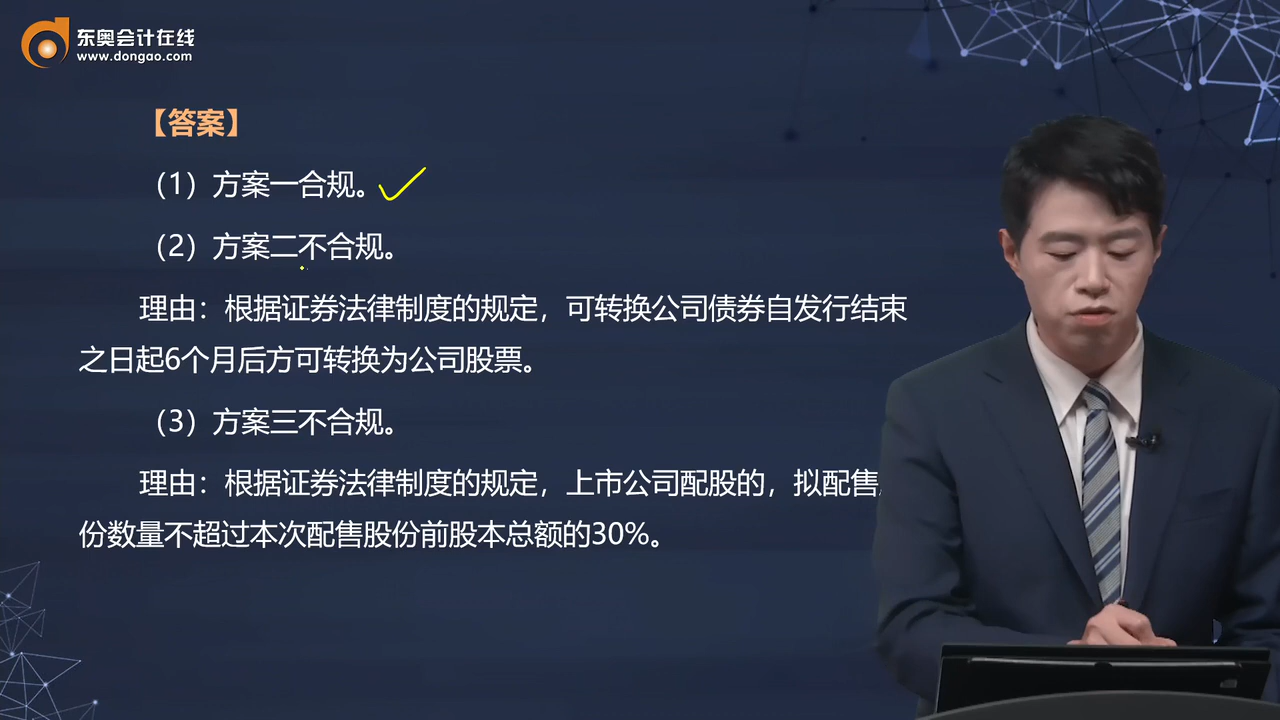 东奥会计在线
www.dongao.com
【答案】
（1）方案一合规。
（2）方案二不合规。
理由：根据证券法律制度的规定，可转换公司债券自发行结束
之日起6个月后方可转换为公司股票。
（3）方案三不合规。
理由：根据证券法律制度的规定，上市公司配股的，拟配售
份数量不超过本次配售股份前股本总额的30%。